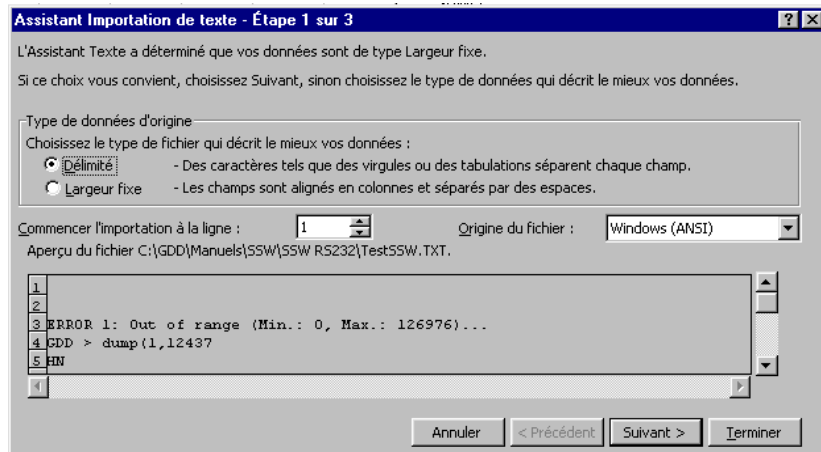 Assistant Importation de texte - Étape 1 sur 3
L'Assistant Texte a déterminé que vos données sont de type Largeur fixe.
Si ce choix vous convient, choisissez Suivant, sinon choisissez le type de données qui décrit le mieux vos données.
Type de données d'origine
Choisissez le type de fichier qui décrit le mieux vos données :
Délimité - Des caractères tels que des virgules ou des tabulations séparent chaque champ.
Largeur fixe - Les champs sont alignés en colonnes et séparés par des espaces.
Commencer l'importation à la ligne : 1 Origine du fichier : Windows (ANSI)
Aperçu du fichier C:\GDD\Manuels\SSW\SSW RS232\TestSSW.TXT.
1
2
3 ERROR 1: Out of range (Min.: 0, Max.: 126976)...
4 GDD > dump(1,12437
5 HN
Annuler < Précédent Suivant > Terminer